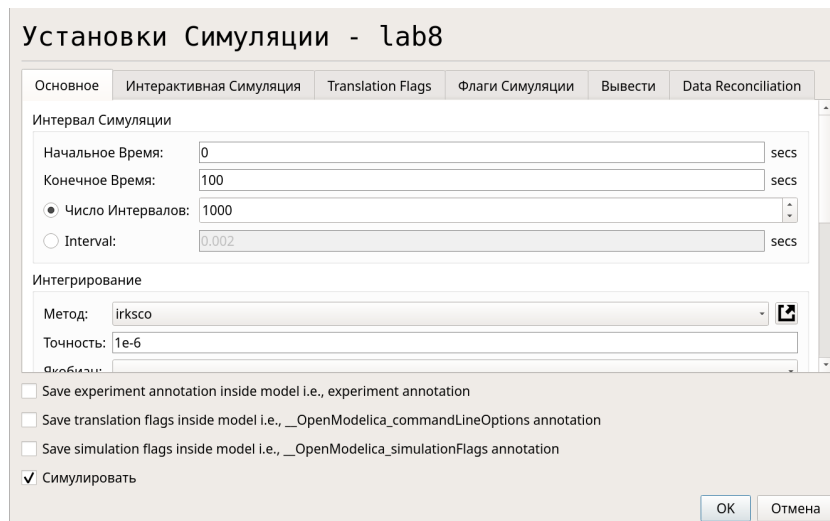 Установки Симуляции - lab8
Основное Интерактивная Симуляция Translation Flags Флаги Симуляции Вывести Data Reconciliation
Интервал Симуляции
Начальное Время: 0 secs
Конечное Время: 100 secs
Число Интервалов: 1000
Interval: 0.002 secs
Интегрирование
Метод: irksco
Точность: 1e-6
Якобиан:
Save experiment annotation inside model i.e., experiment annotation
Save translation flags inside model i.e., __OpenModelica_commandLineOptions annotation
Save simulation flags inside model i.e., __OpenModelica_simulationFlags annotation
Симулировать
OK Отмена